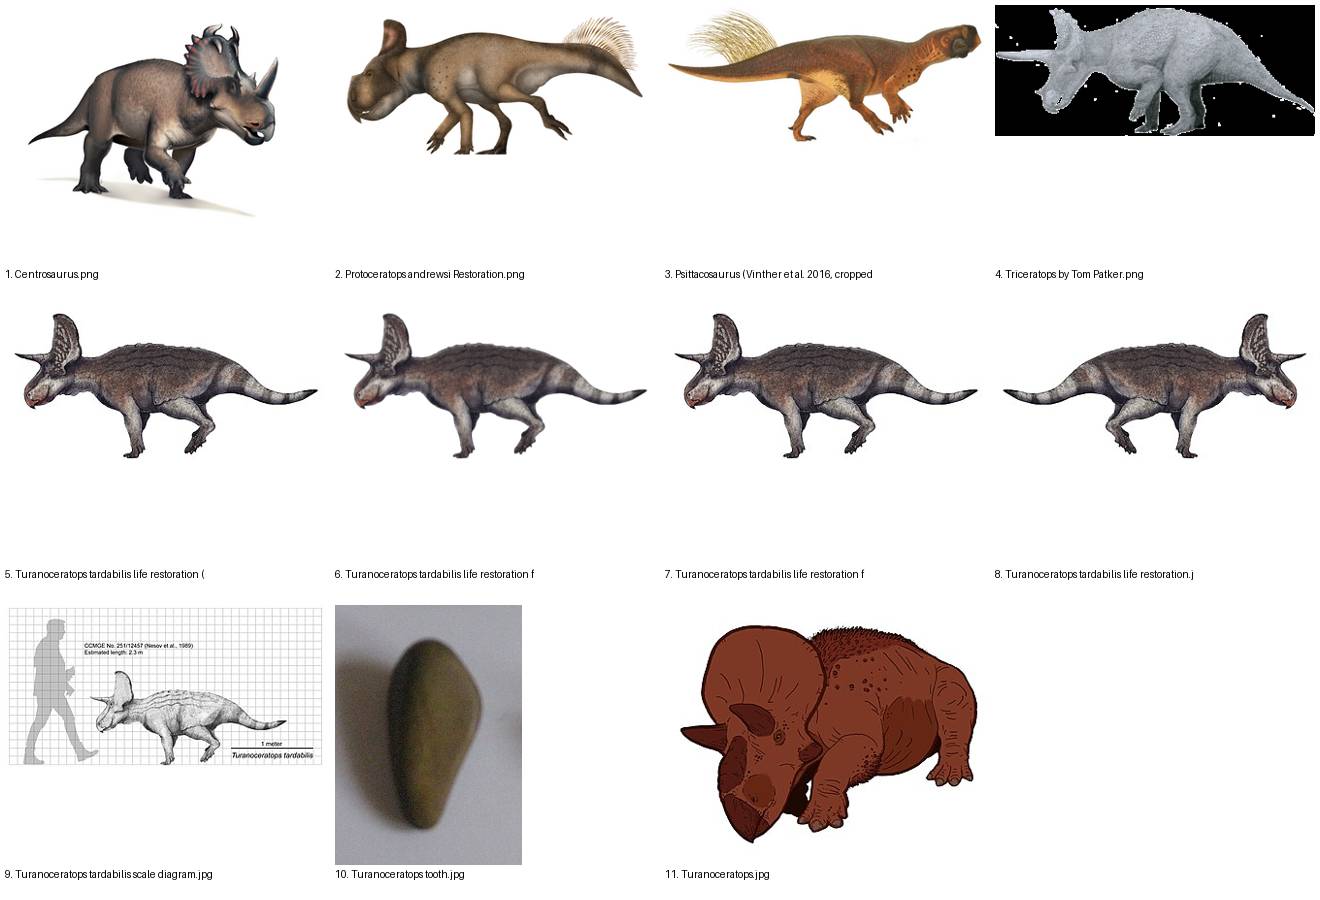 1. Centrosaurus.png
2. Protoceratops andrewsi Restoration.png
3. Psittacosaurus (Vinther et al. 2016, cropped
4. Triceratops by Tom Patker.png
5. Turanoceratops tardabilis life restoration (
6. Turanoceratops tardabilis life restoration f
7. Turanoceratops tardabilis life restoration f
8. Turanoceratops tardabilis life restoration.j
CCMGE No. 251/12457 (Nesov et al., 1989)
Estimated length: 2.3 m
1 meter
Turanoceratops tardabilis
9. Turanoceratops tardabilis scale diagram.jpg
10. Turanoceratops tooth.jpg
11. Turanoceratops.jpg